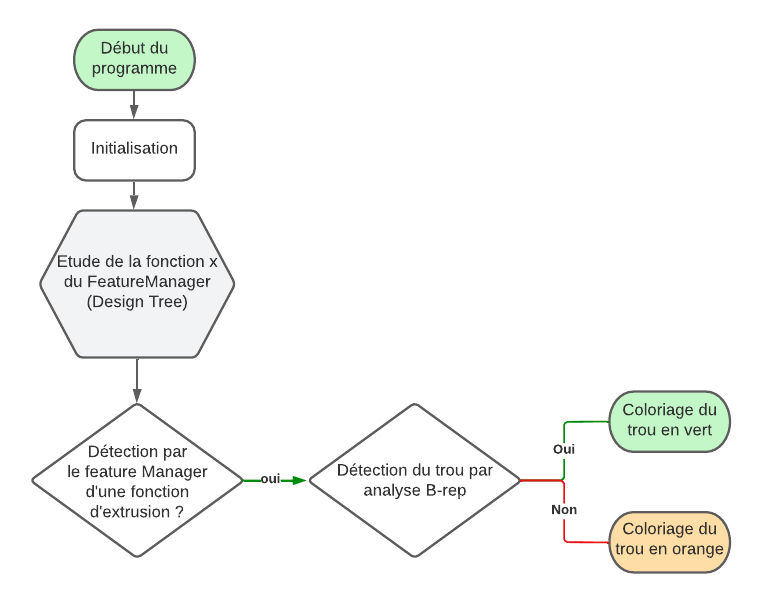 Début du
programme
Initialisation
Etude de la fonction x
du FeatureManager
(Design Tree)
Détection par
le feature Manager
d'une fonction
d'extrusion ?
oui
Détection du trou par
analyse B-rep
Oui
Coloriage du
trou en vert
Non
Coloriage du
trou en orange